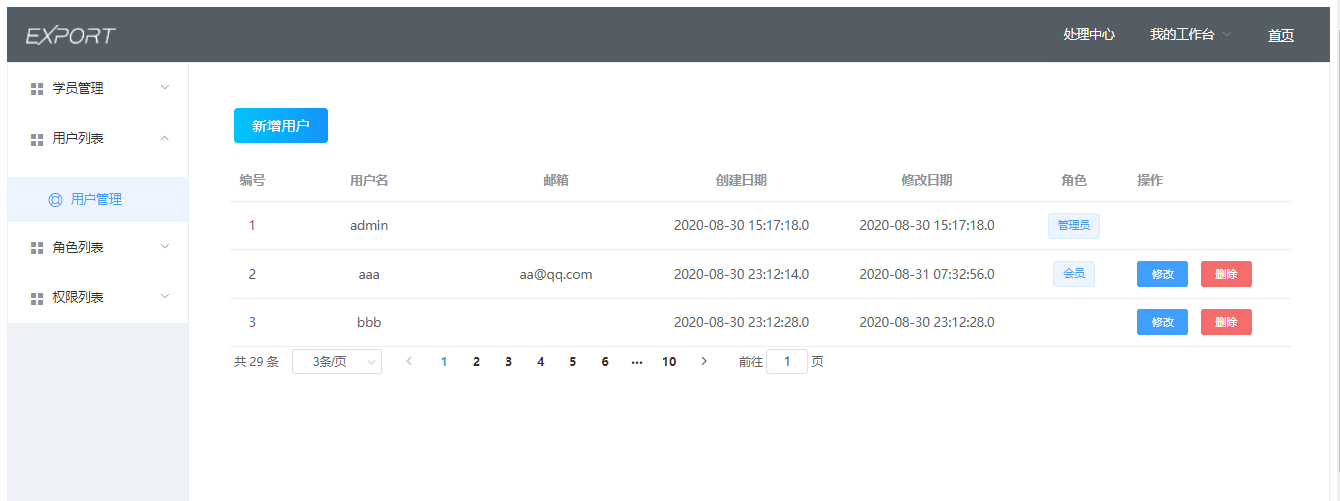 EXPORT 处理中心 我的工作台 首页
学员管理
用户列表
用户管理
角色列表
权限列表
新增用户
编号 用户名 邮箱 创建日期 修改日期 角色 操作
1 admin 2020-08-30 15:17:18.0 2020-08-30 15:17:18.0 管理员
2 aaa aa@qq.com 2020-08-30 23:12:14.0 2020-08-31 07:32:56.0 会员 修改 删除
3 bbb 2020-08-30 23:12:28.0 2020-08-30 23:12:28.0 修改 删除
共 29 条 3条/页 1 2 3 4 5 6 ••• 10 前往 1 页